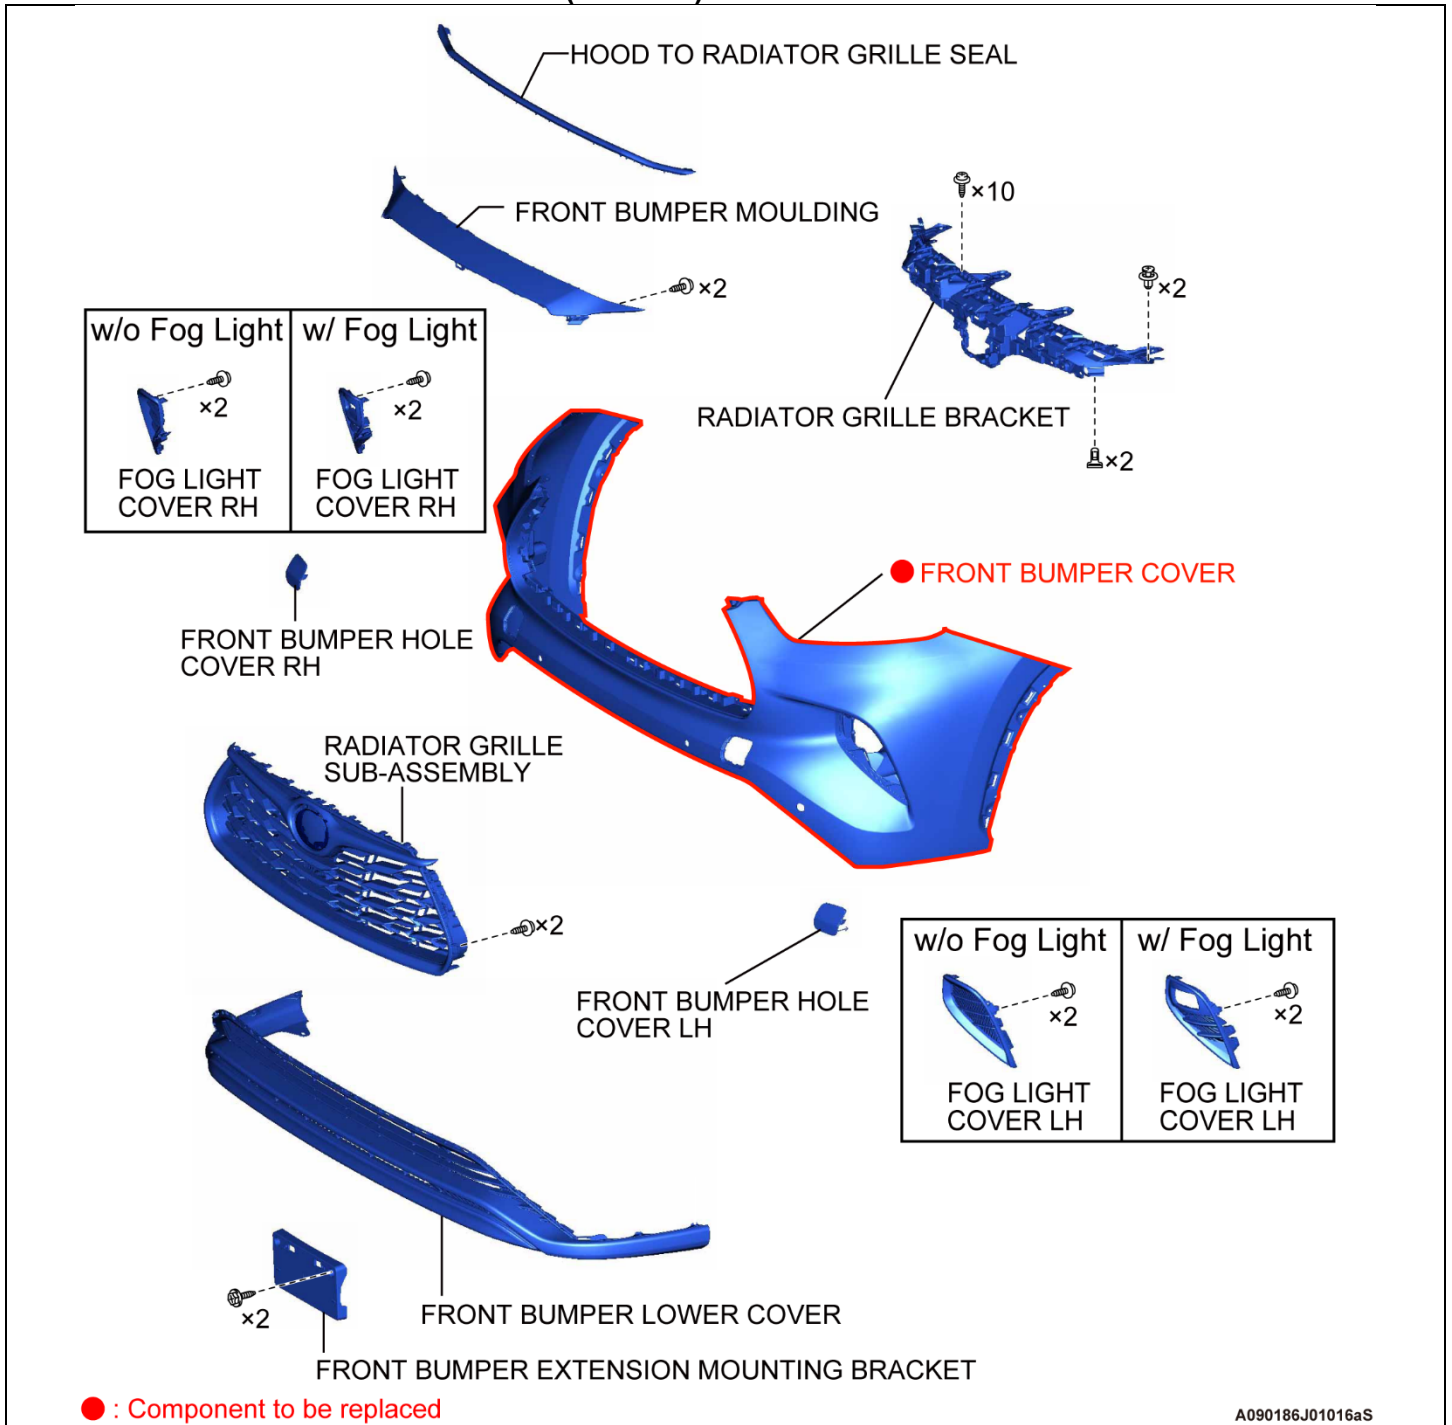 HOOD TO RADIATOR GRILLE SEAL
×10
FRONT BUMPER MOULDING
×2
×2
w/o Fog Light
w/ Fog Light
×2
×2
FOG LIGHT
COVER RH
FOG LIGHT
COVER RH
RADIATOR GRILLE BRACKET
×2
FRONT BUMPER COVER
FRONT BUMPER HOLE
COVER RH
RADIATOR GRILLE
SUB-ASSEMBLY
×2
FRONT BUMPER HOLE
COVER LH
w/o Fog Light
w/ Fog Light
×2
×2
FOG LIGHT
COVER LH
FOG LIGHT
COVER LH
×2
FRONT BUMPER LOWER COVER
FRONT BUMPER EXTENSION MOUNTING BRACKET
: Component to be replaced
A090186J01016aS